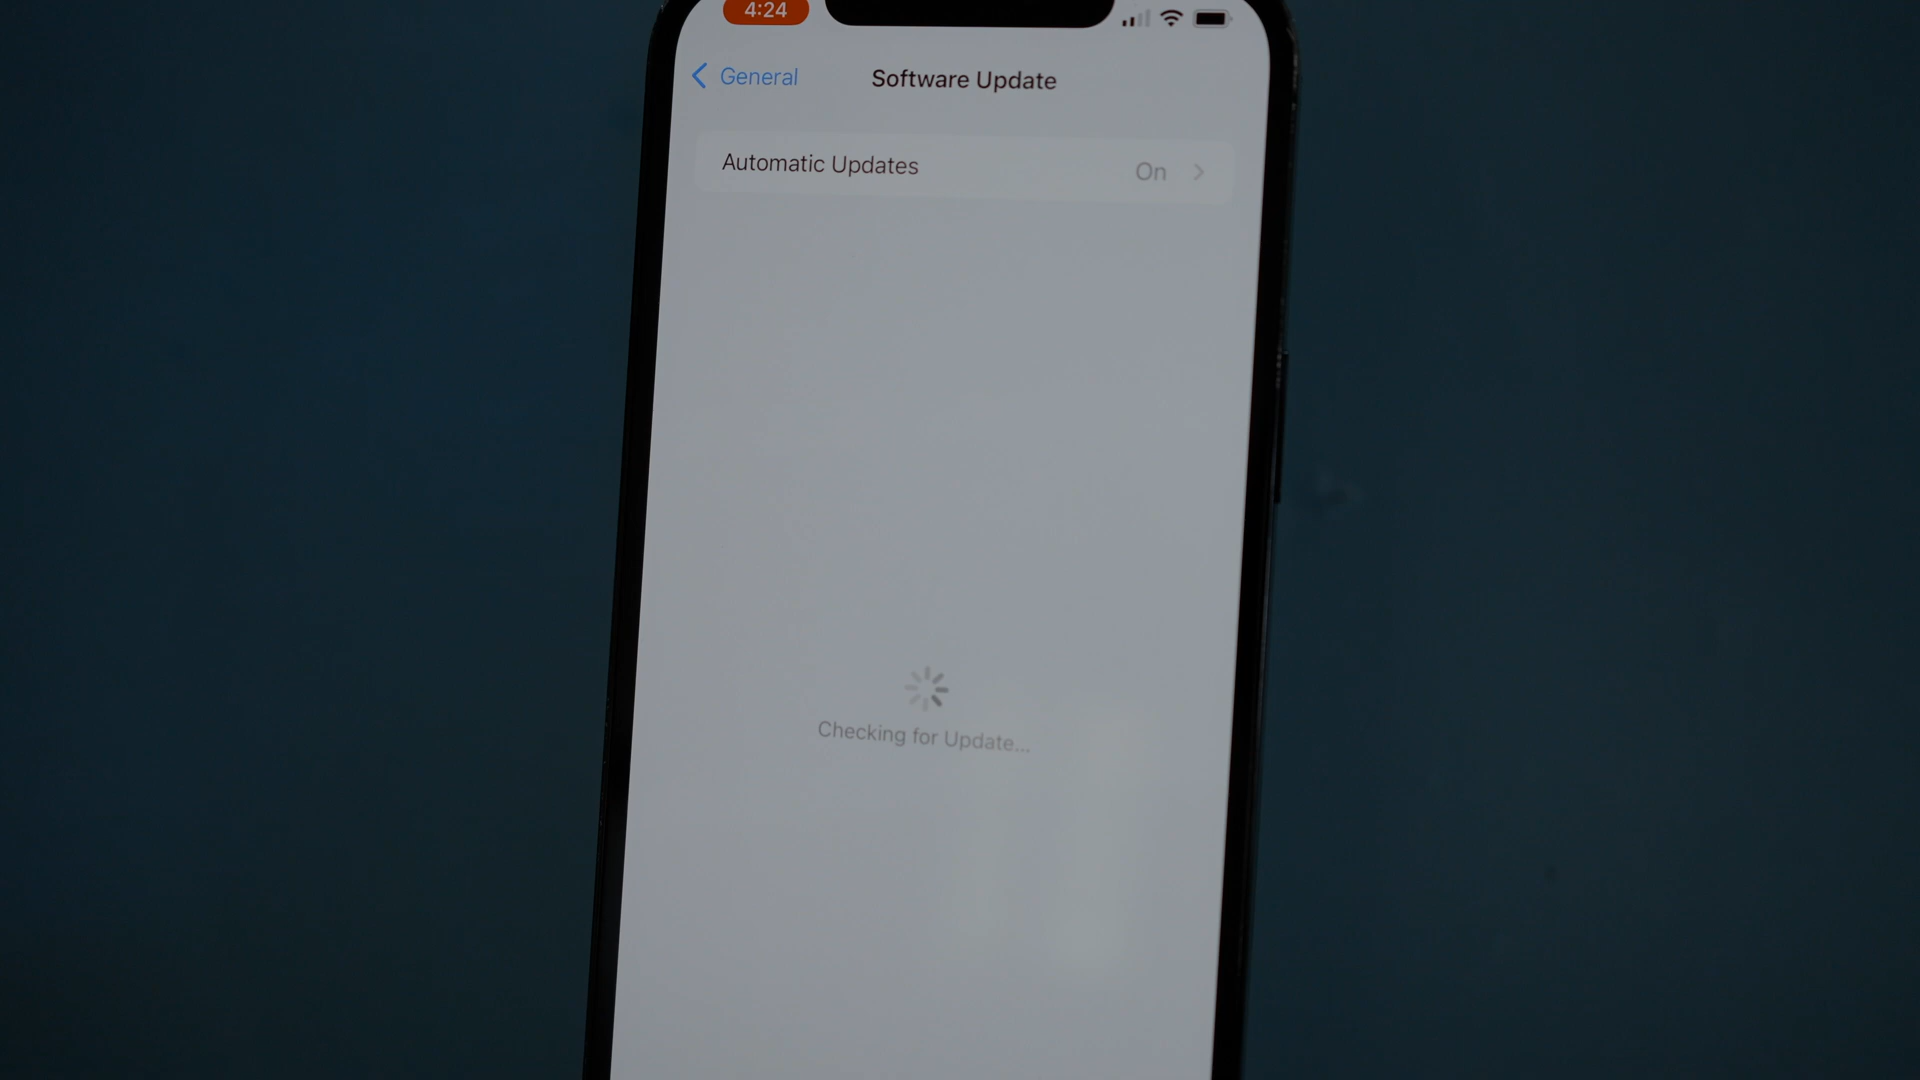 4:24
General
Software Update
Automatic Updates
On
Checking for Update...